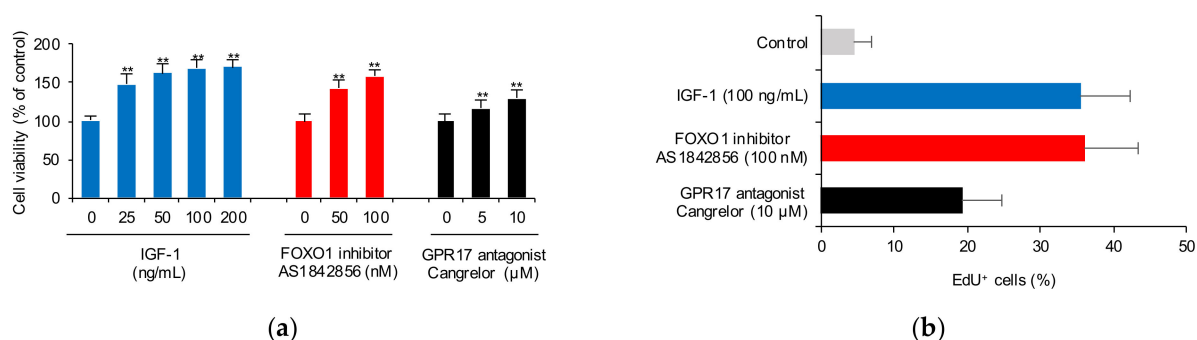 Cell viability (% of control)
200
150
100
50
0
** ** ** ** ** ** ** **
0 25 50 100 200 0 50 100 0 5 10
IGF-1
(ng/mL)
FOXO1 inhibitor
AS1842856 (nM)
GPR17 antagonist
Cangrelor (µM)
(a)
Control
IGF-1 (100 ng/mL)
FOXO1 inhibitor
AS1842856 (100 nM)
GPR17 antagonist
Cangrelor (10 µM)
0 10 20 30 40 50
EdU⁺ cells (%)
(b)